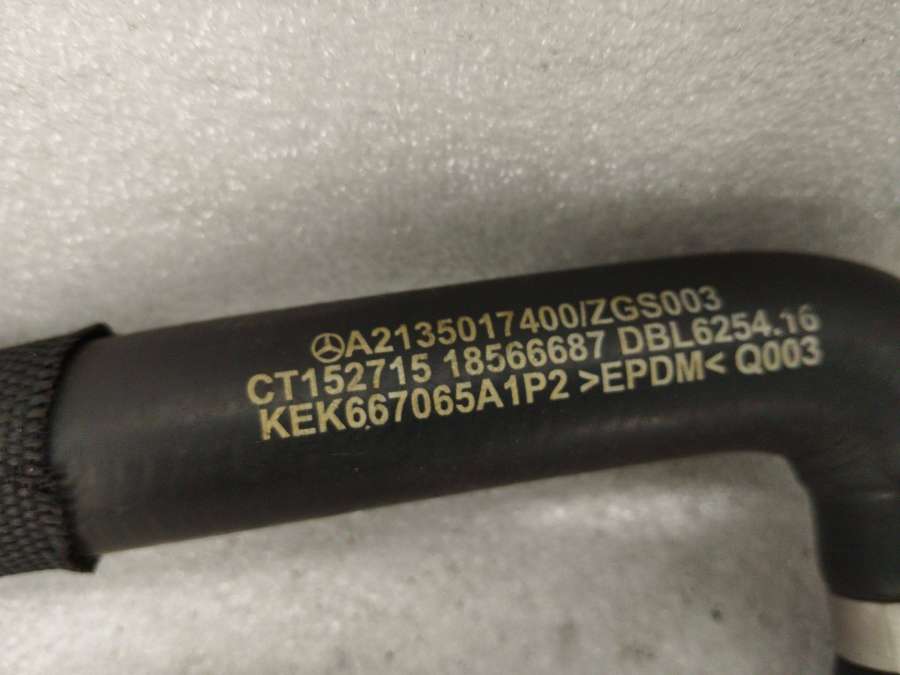 A2135017400/ZGS003
CT152715 18566687 DBL6254.16
KEK667065A1P2 >EPDM< Q003